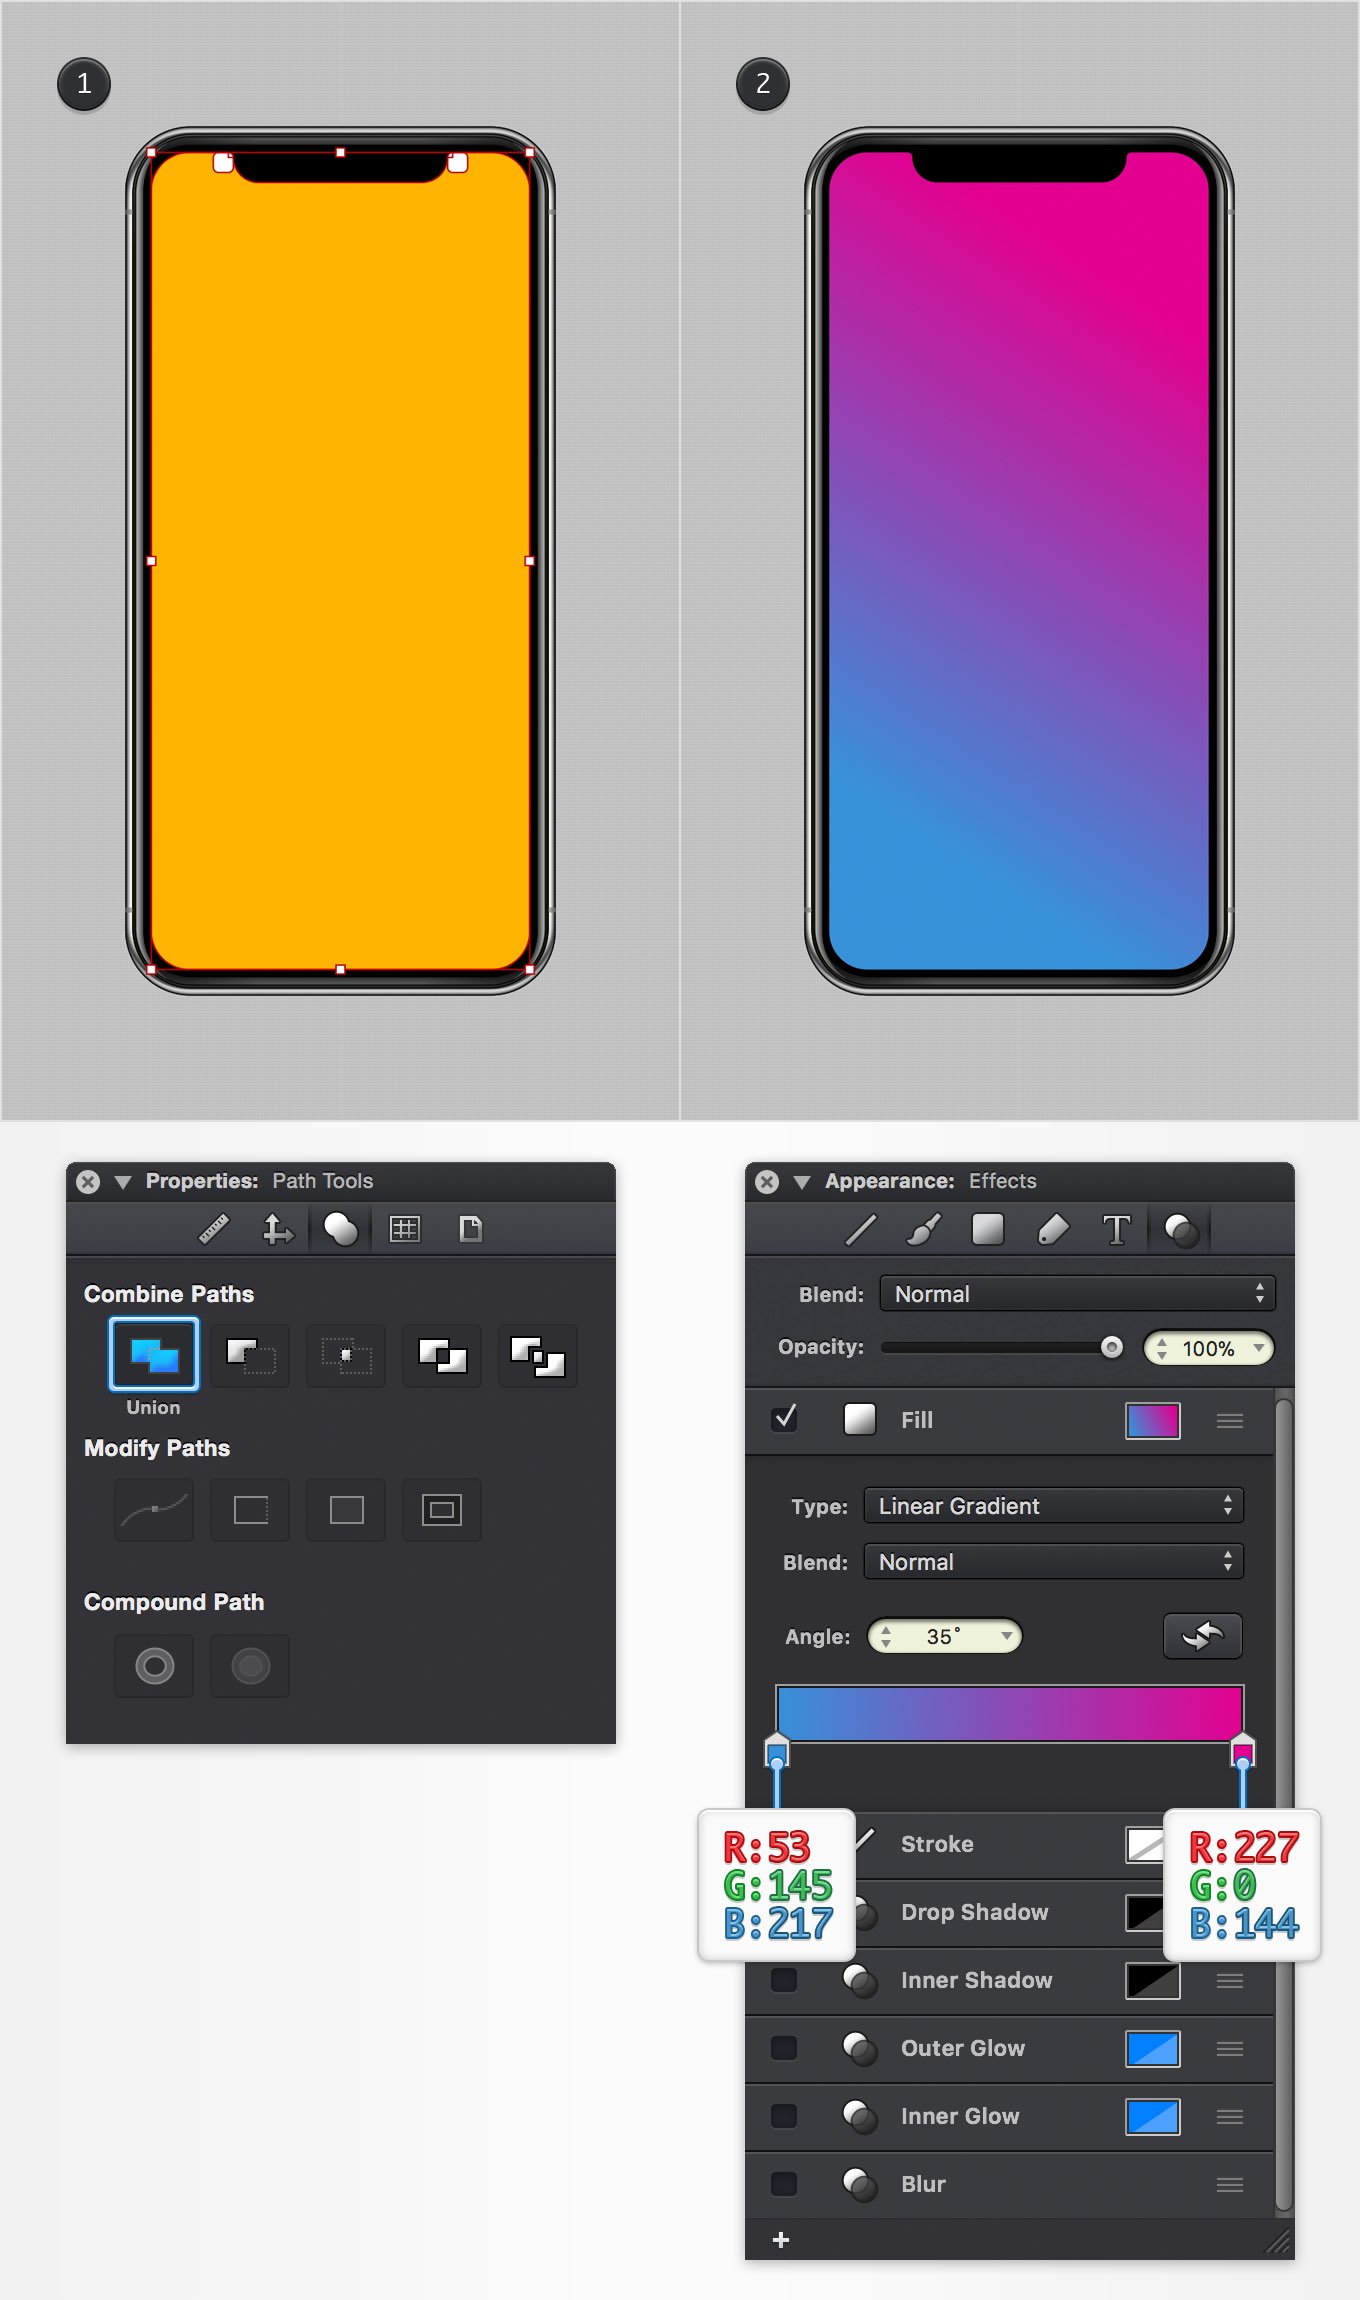 1
2
Properties: Path Tools
Combine Paths
Union
Modify Paths
Compound Path
Appearance: Effects
Blend: Normal
Opacity: 100%
Fill
Type: Linear Gradient
Blend: Normal
Angle: 35°
R:53
G:145
B:217
R:227
G:0
B:144
Stroke
Drop Shadow
Inner Shadow
Outer Glow
Inner Glow
Blur